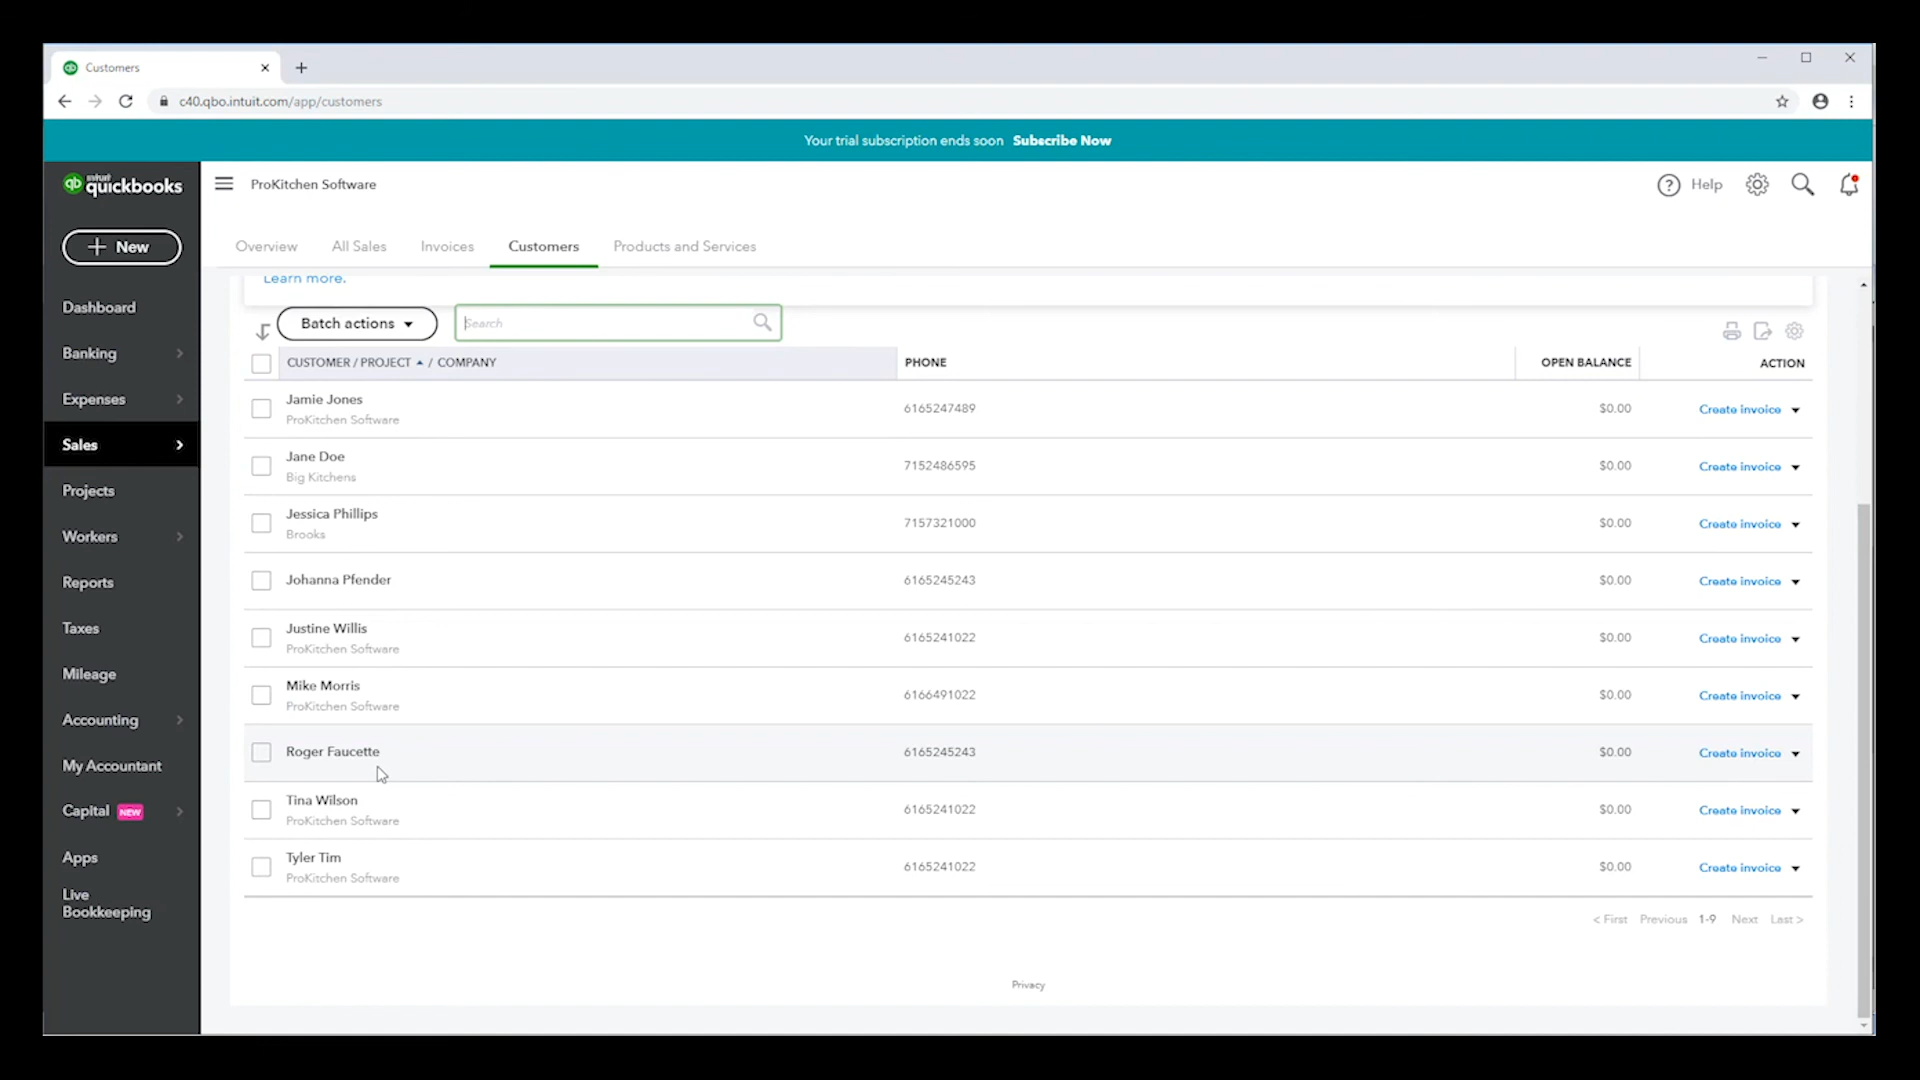 Customers
c40.qbo.intuit.com/app/customers
Your trial subscription ends soon Subscribe Now
intuit quickbooks
ProKitchen Software
Help
New
Overview All Sales Invoices Customers Products and Services
Learn more.
Batch actions
Search
CUSTOMER / PROJECT / COMPANY PHONE OPEN BALANCE ACTION
Jamie Jones 6165247489 $0.00 Create invoice
ProKitchen Software
Jane Doe 7152486595 $0.00 Create invoice
Big Kitchens
Jessica Phillips 7157321000 $0.00 Create invoice
Brooks
Johanna Pfender 6165245243 $0.00 Create invoice
Justine Willis 6165241022 $0.00 Create invoice
ProKitchen Software
Mike Morris 6166491022 $0.00 Create invoice
ProKitchen Software
Roger Faucette 6165245243 $0.00 Create invoice
Tina Wilson 6165241022 $0.00 Create invoice
ProKitchen Software
Tyler Tim 6165241022 $0.00 Create invoice
ProKitchen Software
< First Previous 1-9 Next Last >
Privacy
Dashboard
Banking
Expenses
Sales
Projects
Workers
Reports
Taxes
Mileage
Accounting
My Accountant
Capital NEW
Apps
Live
Bookkeeping